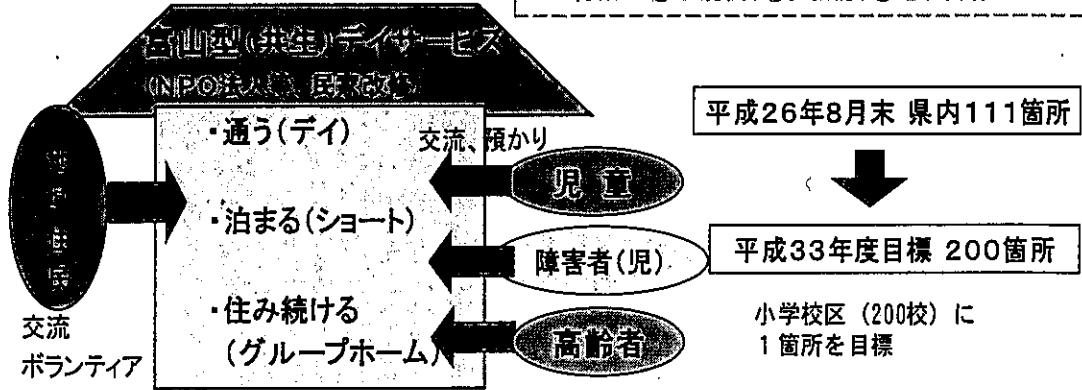 富山型(共生)デイサービス
(NPO法人等、民家改修)
・通う(デイ)
・泊まる(ショート)
・住み続ける
(グループホーム)
交流
ボランティア
交流、預かり
児童
障害者(児)
高齢者
平成26年8月末 県内111箇所
平成33年度目標 200箇所
小学校区(200校)に
1箇所を目標